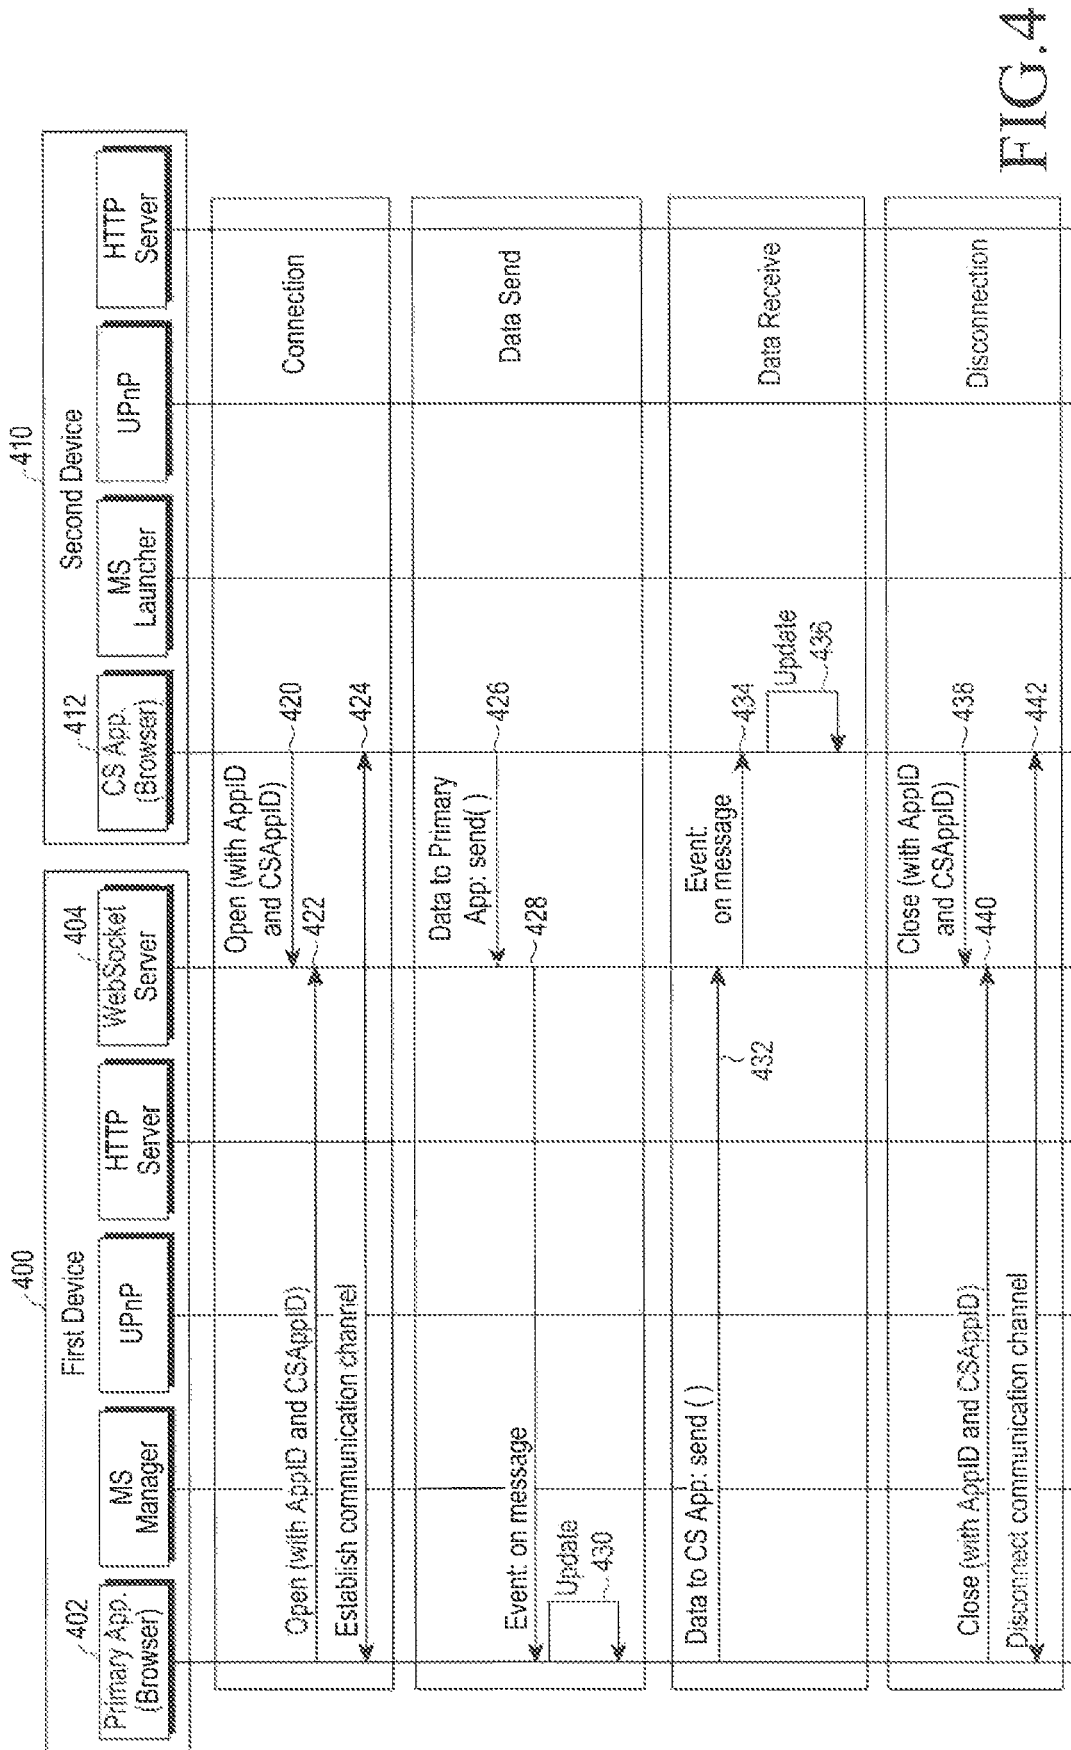 400
First Device
402
Primary App.
(Browser)
MS
Manager
UPnP
HTTP
Server
404
WebSocket
Server
410
Second Device
412
CS App.
(Browser)
MS
Launcher
UPnP
HTTP
Server
Connection
Open (with AppID
and CSAppID)
420
Open (with AppID and CSAppID)
422
Establish communication channel
424
Data Send
Data to Primary
App: send( )
426
Event: on message
428
Update
430
Data Receive
Data to CS App: send ( )
432
Event:
on message
434
Update
436
Disconnection
Close (with AppID
and CSAppID)
438
Close (with AppID and CSAppID)
440
Disconnect communication channel
442
FIG.4